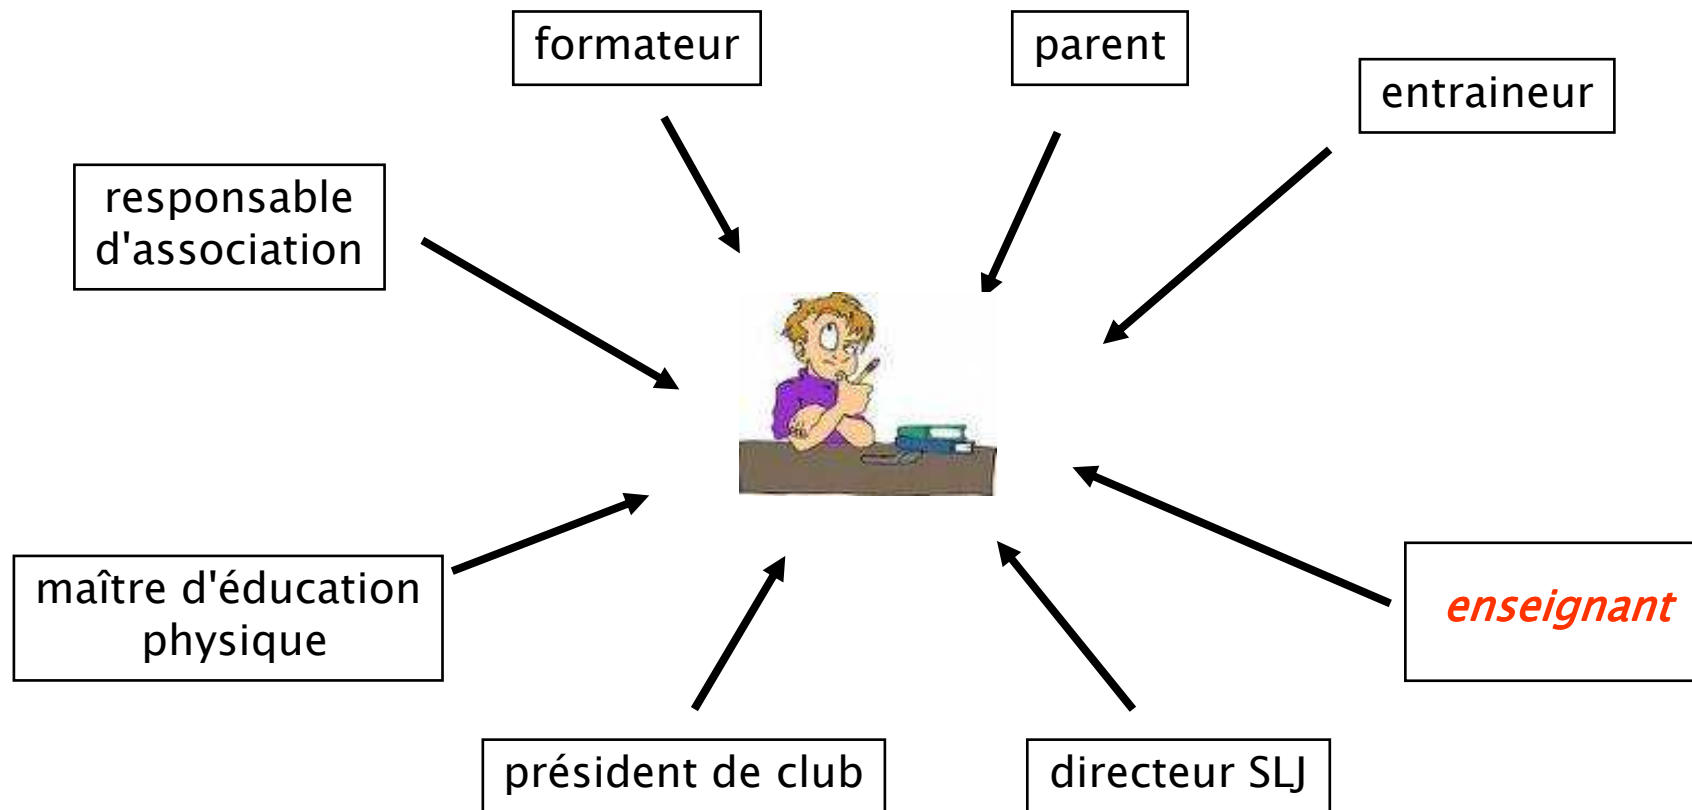 formateur
parent
entraineur
responsable
d'association
maître d'éducation
physique
enseignant
président de club
directeur SLJ